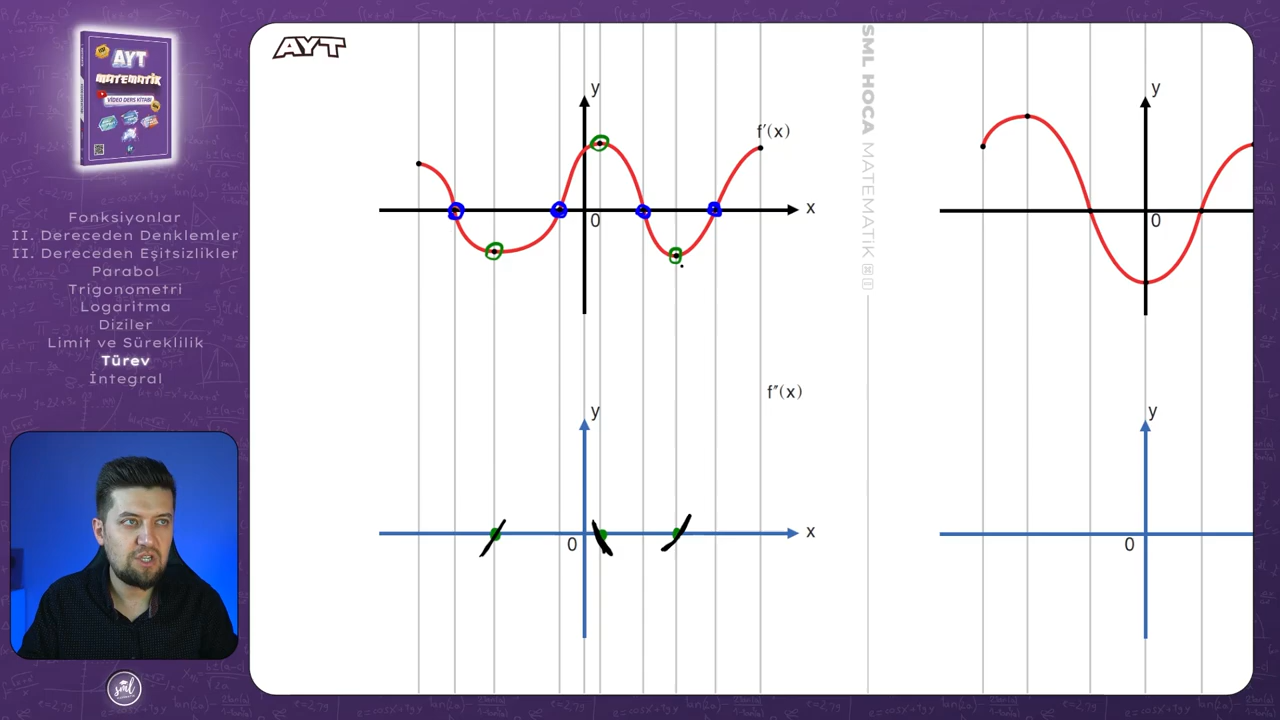 AYT
MATEMATİK
VİDEO DERS KİTABI
Fonksiyonlar
II. Dereceden Denklemler
II. Dereceden Eşitsizlikler
Parabol
Trigonometri
Logaritma
Diziler
Limit ve Süreklilik
Türev
İntegral
sml
AYT
y
f'(x)
x
0
f''(x)
y
x
0
SML HOCA MATEMATİK
y
0
y
0